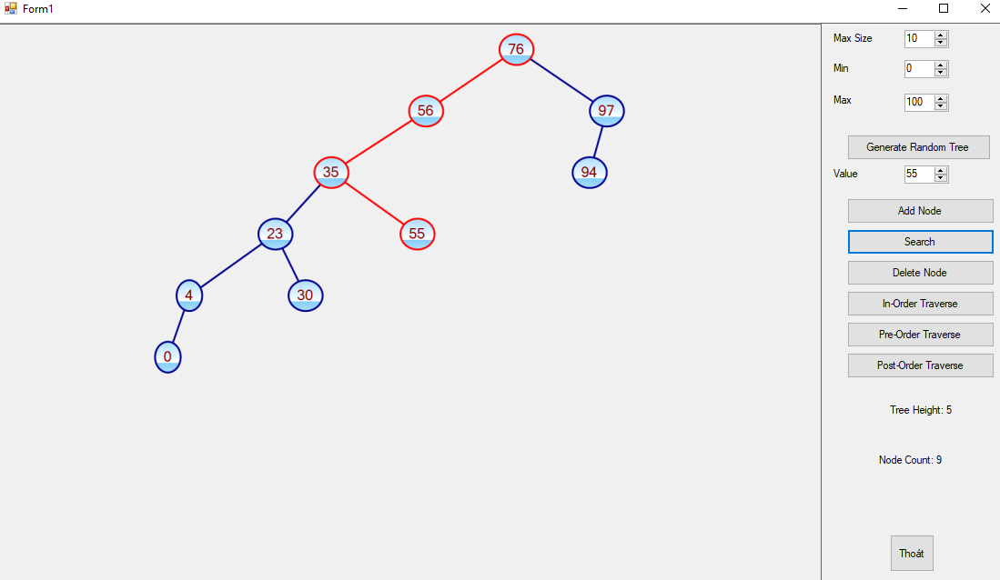 Form1
76
56
97
35
94
23
55
4
30
0
Max Size 10
Min 0
Max 100
Generate Random Tree
Value 55
Add Node
Search
Delete Node
In-Order Traverse
Pre-Order Traverse
Post-Order Traverse
Tree Height: 5
Node Count: 9
Thoát